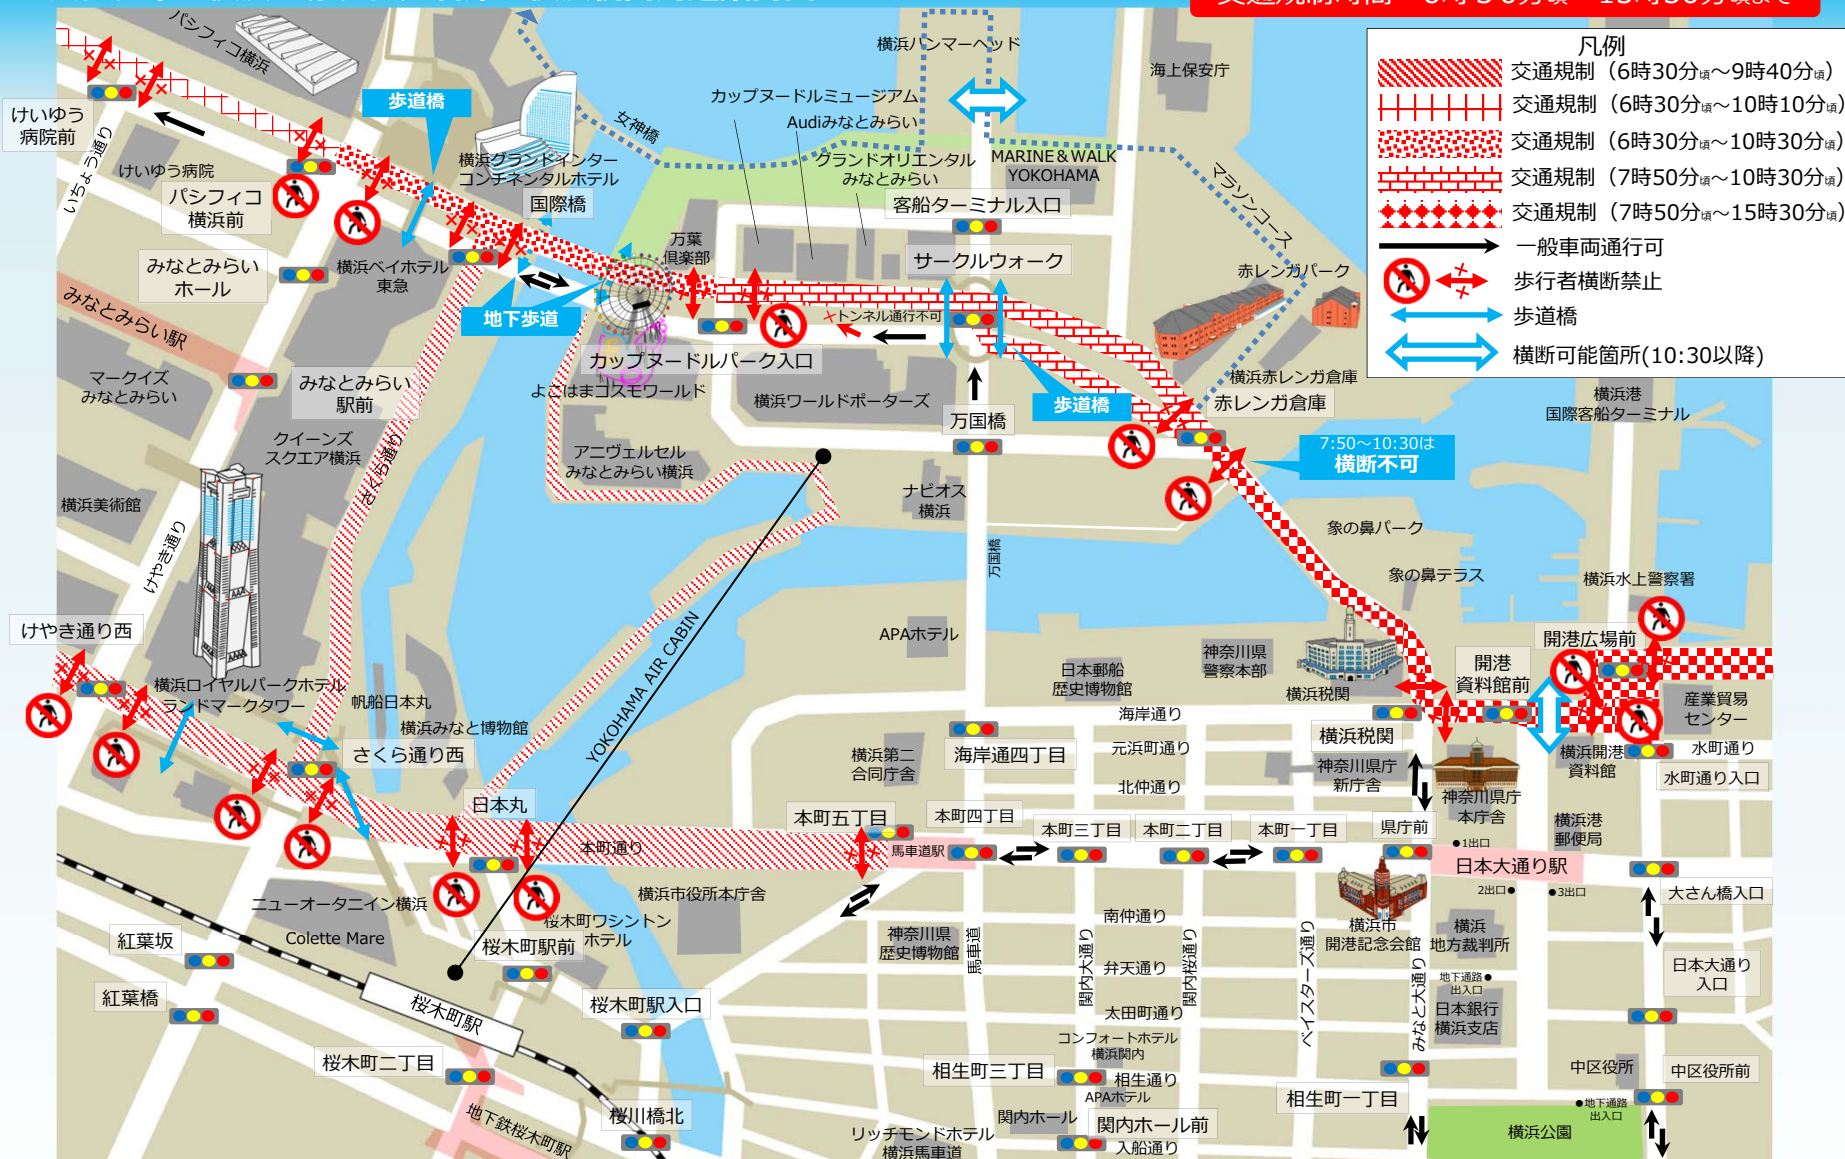 凡例
交通規制（6時30分頃～9時40分頃）
交通規制（6時30分頃～10時10分頃）
交通規制（6時30分頃～10時30分頃）
交通規制（7時50分頃～10時30分頃）
交通規制（7時50分頃～15時30分頃）
一般車両通行可
歩行者横断禁止
歩道橋
横断可能箇所(10:30以降)
パシフィコ横浜
けいゆう
病院前
いちょう通り
けいゆう病院
パシフィコ
横浜前
歩道橋
横浜グランドインター
コンチネンタルホテル
国際橋
女神橋
横浜ハンマーヘッド
海上保安庁
カップヌードルミュージアム
Audiみなとみらい
グランドオリエンタル
みなとみらい
MARINE＆WALK
YOKOHAMA
客船ターミナル入口
マラソンコース
みなとみらい
ホール
横浜ベイホテル
東急
万葉
倶楽部
サークルウォーク
赤レンガパーク
みなとみらい駅
地下歩道
トンネル通行不可
カップヌードルパーク入口
よこはまコスモワールド
横浜ワールドポーターズ
歩道橋
横浜赤レンガ倉庫
赤レンガ倉庫
横浜港
国際客船ターミナル
マークイズ
みなとみらい
みなとみらい
駅前
さくら通り
クイーンズ
スクエア横浜
アニヴェルセル
みなとみらい横浜
万国橋
7:50～10:30は
横断不可
横浜美術館
けやき通り
ナビオス
横浜
万国橋
象の鼻パーク
象の鼻テラス
横浜水上警察署
けやき通り西
YOKOHAMA AIR CABIN
APAホテル
日本郵船
歴史博物館
神奈川県
警察本部
横浜税関
開港
資料館前
開港広場前
産業貿易
センター
横浜ロイヤルパークホテル
ランドマークタワー
帆船日本丸
横浜みなと博物館
さくら通り西
横浜第二
合同庁舎
海岸通四丁目
海岸通り
元浜町通り
北仲通り
横浜税関
神奈川県庁
新庁舎
神奈川県庁
本庁舎
横浜開港
資料館
水町通り
水町通り入口
日本丸
本町通り
本町五丁目
馬車道駅
本町四丁目
本町三丁目
本町二丁目
本町一丁目
県庁前
1出口
日本大通り駅
2出口
3出口
横浜港
郵便局
大さん橋入口
ニューオータニイン横浜
Colette Mare
横浜市役所本庁舎
桜木町ワシントン
ホテル
桜木町駅前
神奈川県
歴史博物館
馬車道
関内大通り
南仲通り
弁天通り
太田町通り
関内桜通り
ベイスターズ通り
横浜市
開港記念会館
みなと大通り
横浜
地方裁判所
地下通路
出入口
日本銀行
横浜支店
日本大通り
入口
紅葉坂
紅葉橋
桜木町駅
桜木町駅入口
桜木町二丁目
地下鉄桜木町駅
桜川橋北
コンフォートホテル
横浜関内
相生町三丁目
相生通り
APAホテル
関内ホール
関内ホール前
入船通り
リッチモンドホテル
横浜馬車道
相生町一丁目
中区役所
中区役所前
地下通路
出入口
横浜公園